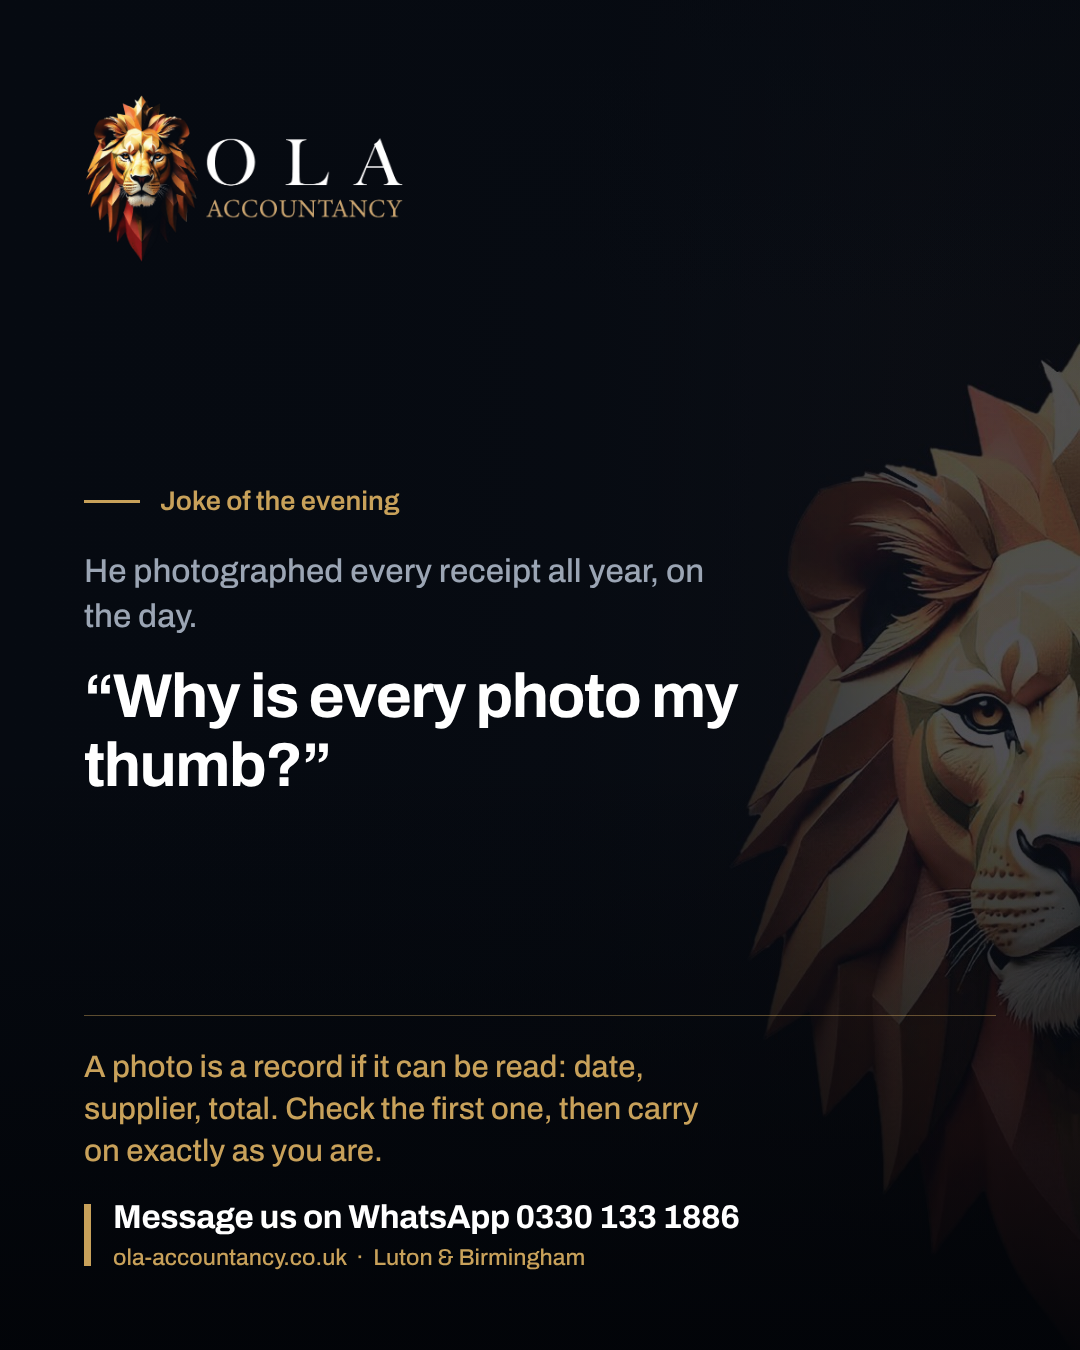 OLA
ACCOUNTANCY
Joke of the evening
He photographed every receipt all year, on
the day.
“Why is every photo my
thumb?”
A photo is a record if it can be read: date,
supplier, total. Check the first one, then carry
on exactly as you are.
Message us on WhatsApp 0330 133 1886
ola-accountancy.co.uk · Luton & Birmingham